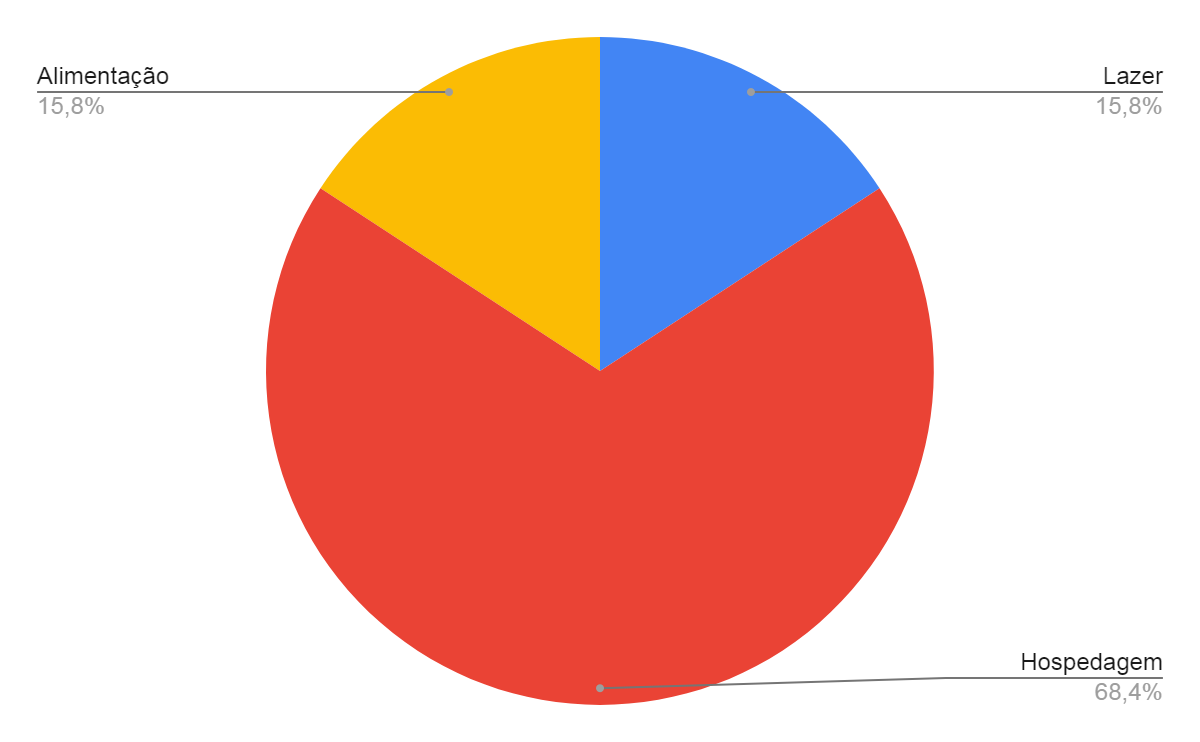 Alimentação
15,8%
Lazer
15,8%
Hospedagem
68,4%